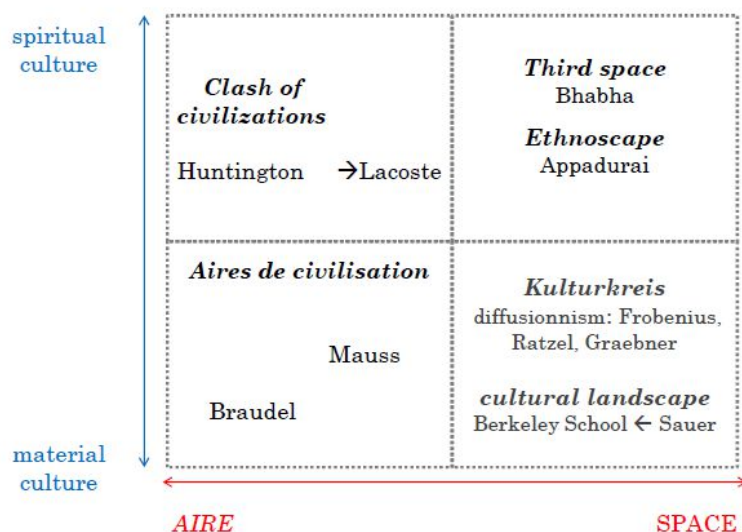 spiritual
culture
Clash of
civilizations
Huntington →Lacoste
Third space
Bhabha
Ethnoscape
Appadurai
Aires de civilisation
Mauss
Braudel
Kulturkreis
diffusionnism: Frobenius,
Ratzel, Graebner
cultural landscape
Berkeley School ← Sauer
material
culture
AIRE
SPACE